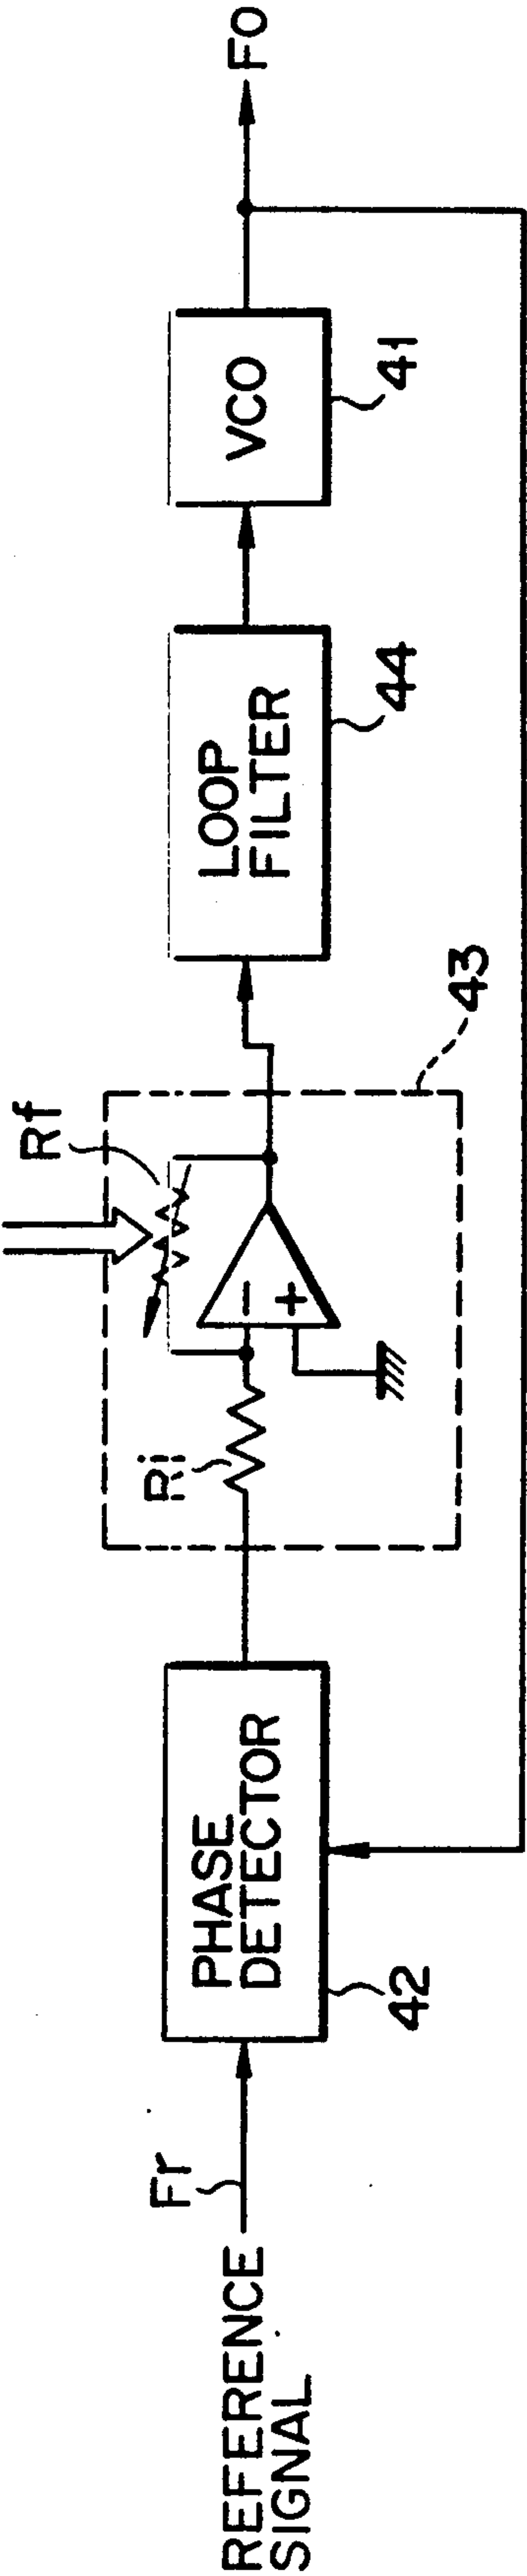 REFERENCE
SIGNAL
Fr
PHASE
DETECTOR
42
Ri
Rf
−
+
43
LOOP
FILTER
44
VCO
41
Fo